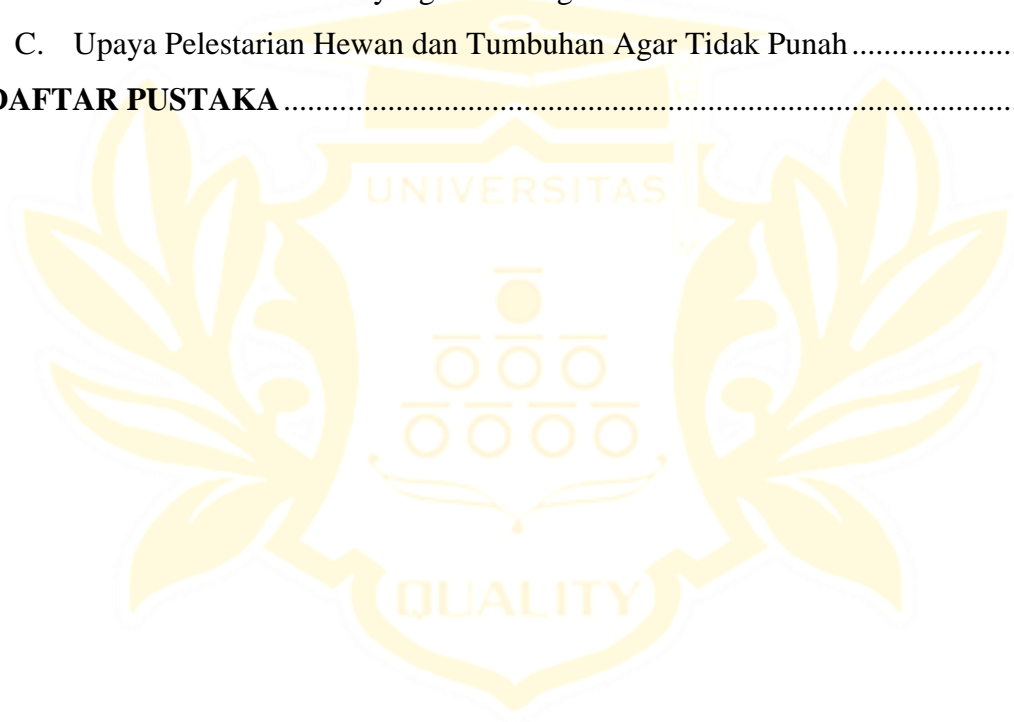 C. Upaya Pelestarian Hewan dan Tumbuhan Agar Tidak Punah....................
DAFTAR PUSTAKA............................................................................................
UNIVERSITAS
QUALITY